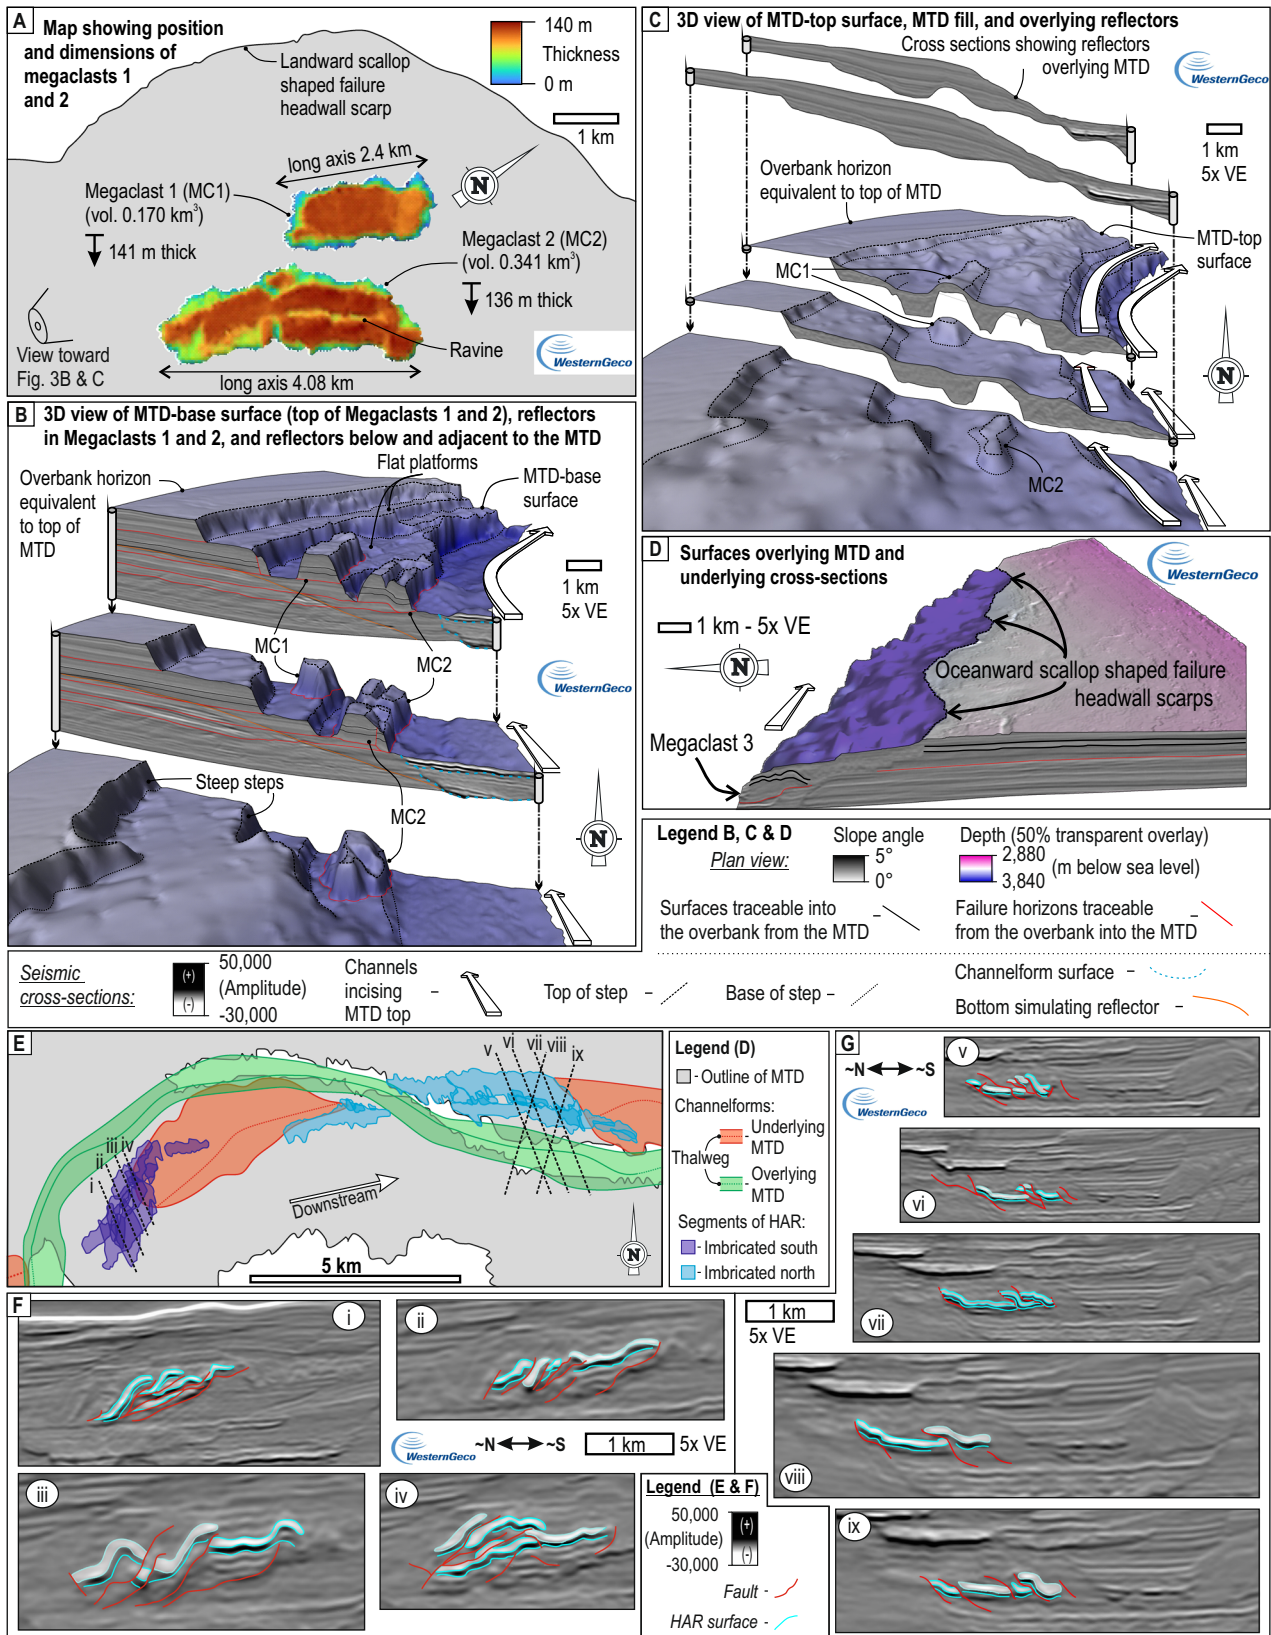 A
Map showing position
and dimensions of
megaclasts 1
and 2
Landward scallop
shaped failure
headwall scarp
140 m
Thickness
0 m
1 km
long axis 2.4 km
N
Megaclast 1 (MC1)
(vol. 0.170 km³)
141 m thick
Megaclast 2 (MC2)
(vol. 0.341 km³)
136 m thick
Ravine
View toward
Fig. 3B & C
long axis 4.08 km
WesternGeco
B
3D view of MTD-base surface (top of Megaclasts 1 and 2), reflectors
in Megaclasts 1 and 2, and reflectors below and adjacent to the MTD
Flat platforms
Overbank horizon
equivalent
to top of
MTD
MTD-base
surface
1 km
5x VE
MC1
MC2
WesternGeco
Steep steps
MC2
N
C
3D view of MTD-top surface, MTD fill, and overlying reflectors
Cross sections showing reflectors
overlying MTD
WesternGeco
1 km
5x VE
Overbank horizon
equivalent to top of MTD
MTD-top
surface
MC1
N
MC2
D
Surfaces overlying MTD and
underlying cross-sections
WesternGeco
1 km - 5x VE
N
Oceanward scallop shaped failure
headwall scarps
Megaclast 3
Legend B, C & D
Plan view:
Slope angle
5°
0°
Depth (50% transparent overlay)
2,880
3,840
(m below sea level)
Surfaces traceable into
the overbank from the MTD
Failure horizons traceable
from the overbank into the MTD
Seismic
cross-sections:
(+)
(-)
50,000
(Amplitude)
-30,000
Channels
incising
MTD top
Top of step
Base of step
Channelform surface
Bottom simulating reflector
E
i
ii
iii
iv
v
vi
vii
viii
ix
Downstream
5 km
N
Legend (D)
- Outline of MTD
Channelforms:
Underlying
MTD
Thalweg
Overlying
MTD
Segments of HAR:
- Imbricated south
- Imbricated north
F
i
ii
WesternGeco
~N ~S
1 km
5x VE
iii
iv
Legend (E & F)
50,000
(Amplitude)
-30,000
(+)
(-)
Fault -
HAR surface -
G
~N ~S
WesternGeco
v
vi
vii
1 km
5x VE
viii
ix